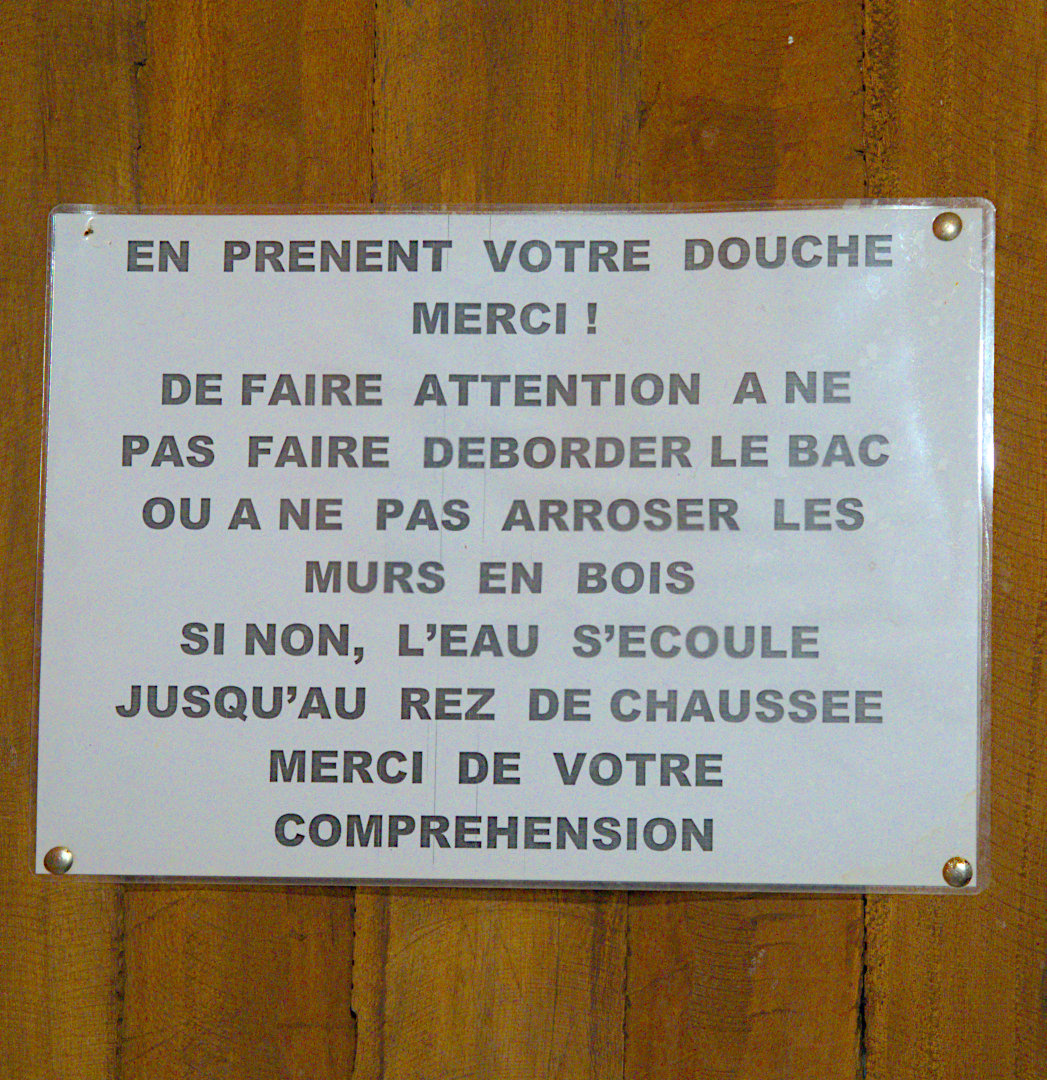 EN PRENENT VOTRE DOUCHE
MERCI !
DE FAIRE ATTENTION A NE
PAS FAIRE DEBORDER LE BAC
OU A NE PAS ARROSER LES
MURS EN BOIS
SI NON, L’EAU S’ECOULE
JUSQU’AU REZ DE CHAUSSEE
MERCI DE VOTRE
COMPREHENSION